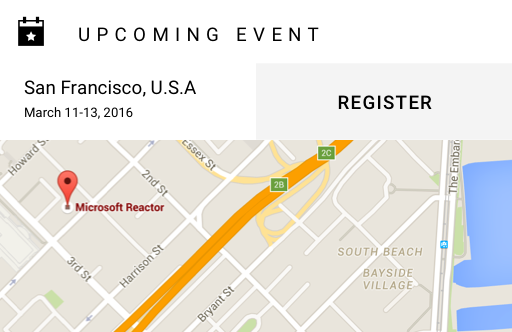 UPCOMING EVENT
San Francisco, U.S.A
March 11-13, 2016
REGISTER
Howard St
Essex St
2C
2nd St
2B
The Embar
Microsoft Reactor
3rd St
Harrison St
SOUTH BEACH
BAYSIDE
VILLAGE
Bryant St